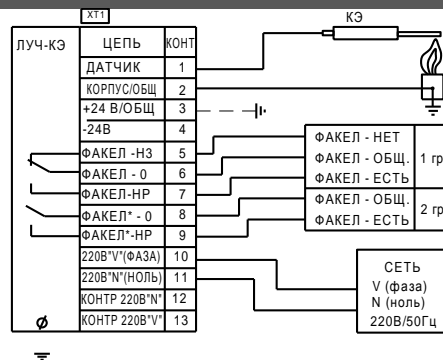 XT1
КЭ
ЛУЧ-КЭ ЦЕПЬ КОНТ
ДАТЧИК 1
КОРПУС/ОБЩ 2
+24 В/ОБЩ 3
-24В 4
ФАКЕЛ -НЗ 5
ФАКЕЛ - 0 6
ФАКЕЛ-НР 7
ФАКЕЛ* - 0 8
ФАКЕЛ*-НР 9
220В"V"(ФАЗА) 10
220В"N"(НОЛЬ) 11
КОНТР 220В"N" 12
КОНТР 220В"V" 13
ФАКЕЛ - НЕТ
ФАКЕЛ - ОБЩ. 1 гр
ФАКЕЛ - ЕСТЬ
ФАКЕЛ - ОБЩ. 2 гр
ФАКЕЛ - ЕСТЬ
СЕТЬ
V (фаза)
N (ноль)
220В/50Гц